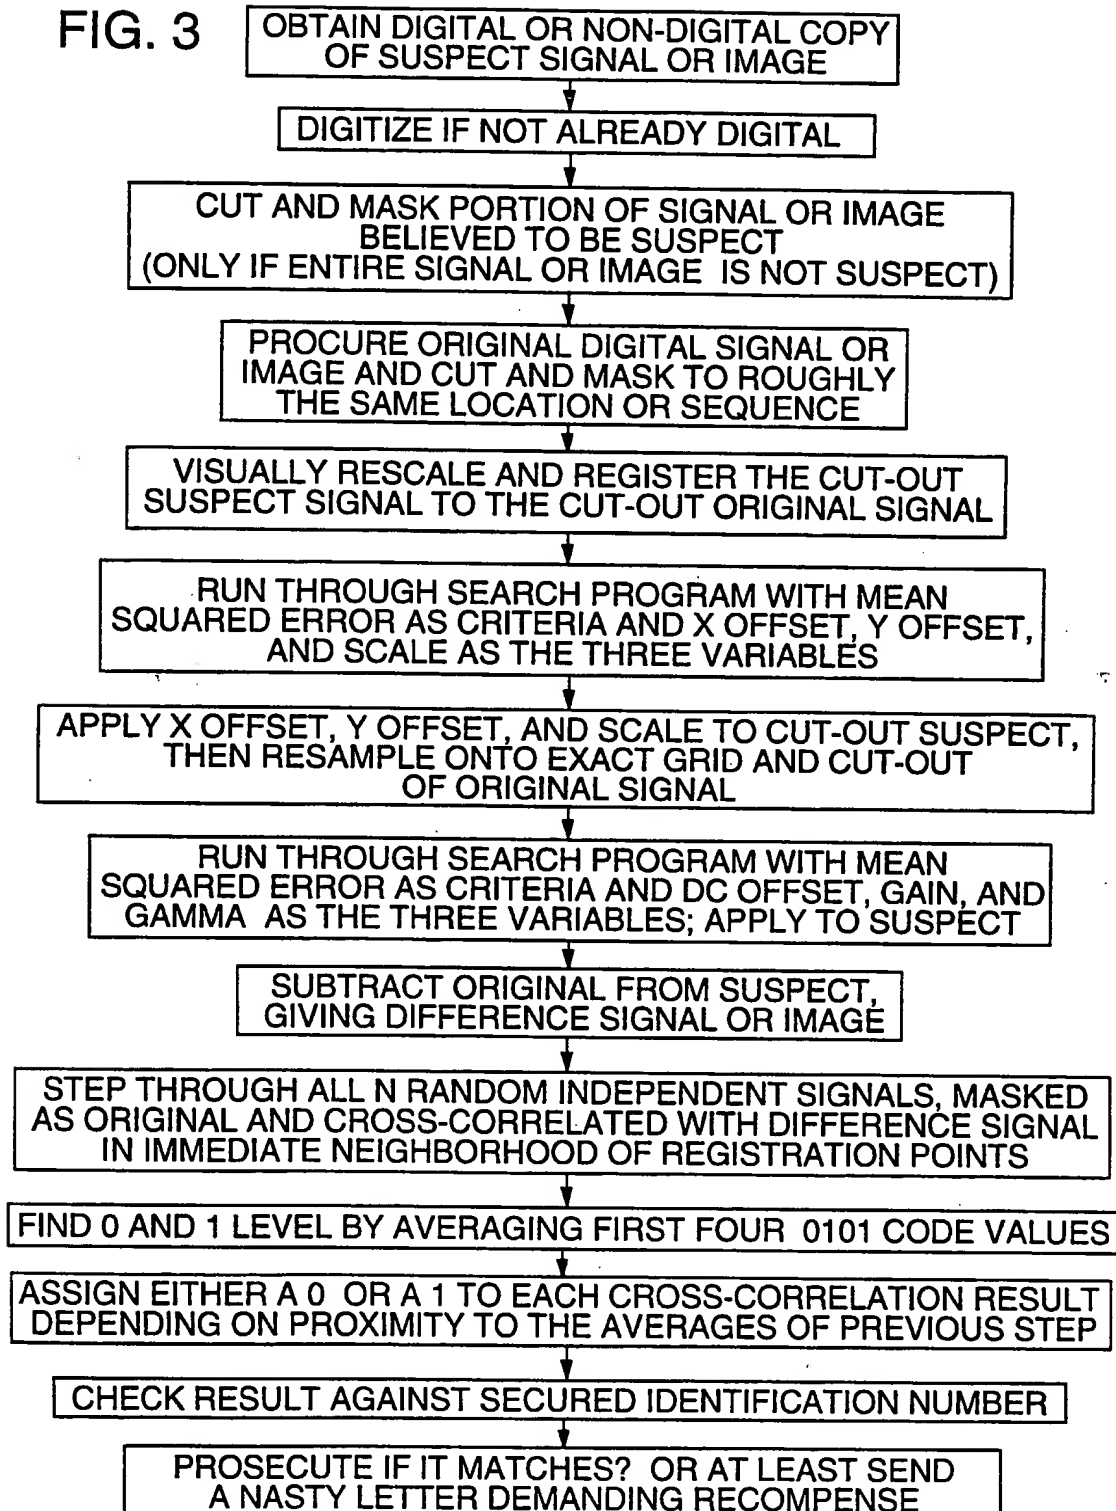 FIG. 3
OBTAIN DIGITAL OR NON-DIGITAL COPY
OF SUSPECT SIGNAL OR IMAGE
DIGITIZE IF NOT ALREADY DIGITAL
CUT AND MASK PORTION OF SIGNAL OR IMAGE
BELIEVED TO BE SUSPECT
(ONLY IF ENTIRE SIGNAL OR IMAGE IS NOT SUSPECT)
PROCURE ORIGINAL DIGITAL SIGNAL OR
IMAGE AND CUT AND MASK TO ROUGHLY
THE SAME LOCATION OR SEQUENCE
VISUALLY RESCALE AND REGISTER THE CUT-OUT
SUSPECT SIGNAL TO THE CUT-OUT ORIGINAL SIGNAL
RUN THROUGH SEARCH PROGRAM WITH MEAN
SQUARED ERROR AS CRITERIA AND X OFFSET, Y OFFSET,
AND SCALE AS THE THREE VARIABLES
APPLY X OFFSET, Y OFFSET, AND SCALE TO CUT-OUT SUSPECT,
THEN RESAMPLE ONTO EXACT GRID AND CUT-OUT
OF ORIGINAL SIGNAL
RUN THROUGH SEARCH PROGRAM WITH MEAN
SQUARED ERROR AS CRITERIA AND DC OFFSET, GAIN, AND
GAMMA AS THE THREE VARIABLES; APPLY TO SUSPECT
SUBTRACT ORIGINAL FROM SUSPECT,
GIVING DIFFERENCE SIGNAL OR IMAGE
STEP THROUGH ALL N RANDOM INDEPENDENT SIGNALS, MASKED
AS ORIGINAL AND CROSS-CORRELATED WITH DIFFERENCE SIGNAL
IN IMMEDIATE NEIGHBORHOOD OF REGISTRATION POINTS
FIND 0 AND 1 LEVEL BY AVERAGING FIRST FOUR 0101 CODE VALUES
ASSIGN EITHER A 0 OR A 1 TO EACH CROSS-CORRELATION RESULT
DEPENDING ON PROXIMITY TO THE AVERAGES OF PREVIOUS STEP
CHECK RESULT AGAINST SECURED IDENTIFICATION NUMBER
PROSECUTE IF IT MATCHES? OR AT LEAST SEND
A NASTY LETTER DEMANDING RECOMPENSE